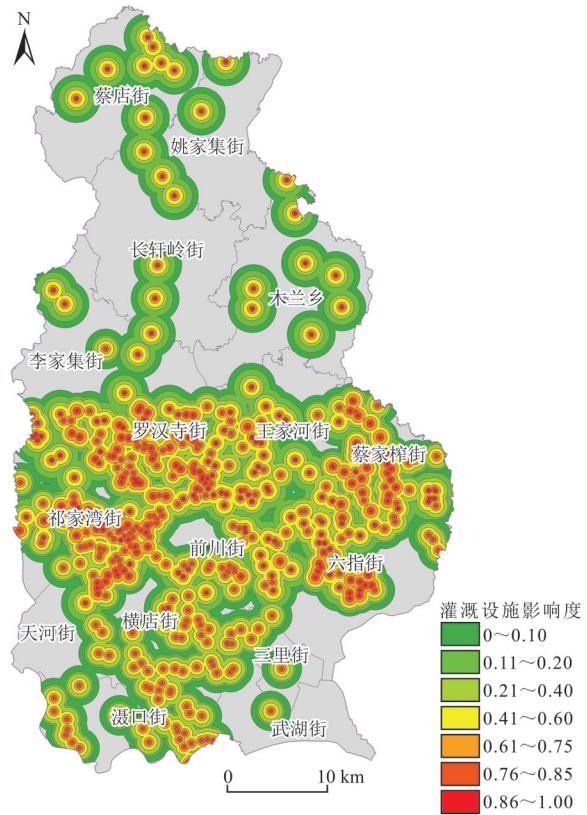 N
蔡店街
姚家集街
长轩岭街
木兰乡
李家集街
罗汉寺街
王家河街
蔡家榨街
祁家湾街
前川街
六指街
天河街
横店街
三里街
滠口街
武湖街
0 10 km
灌溉设施影响度
0～0.10
0.11～0.20
0.21～0.40
0.41～0.60
0.61～0.75
0.76～0.85
0.86～1.00